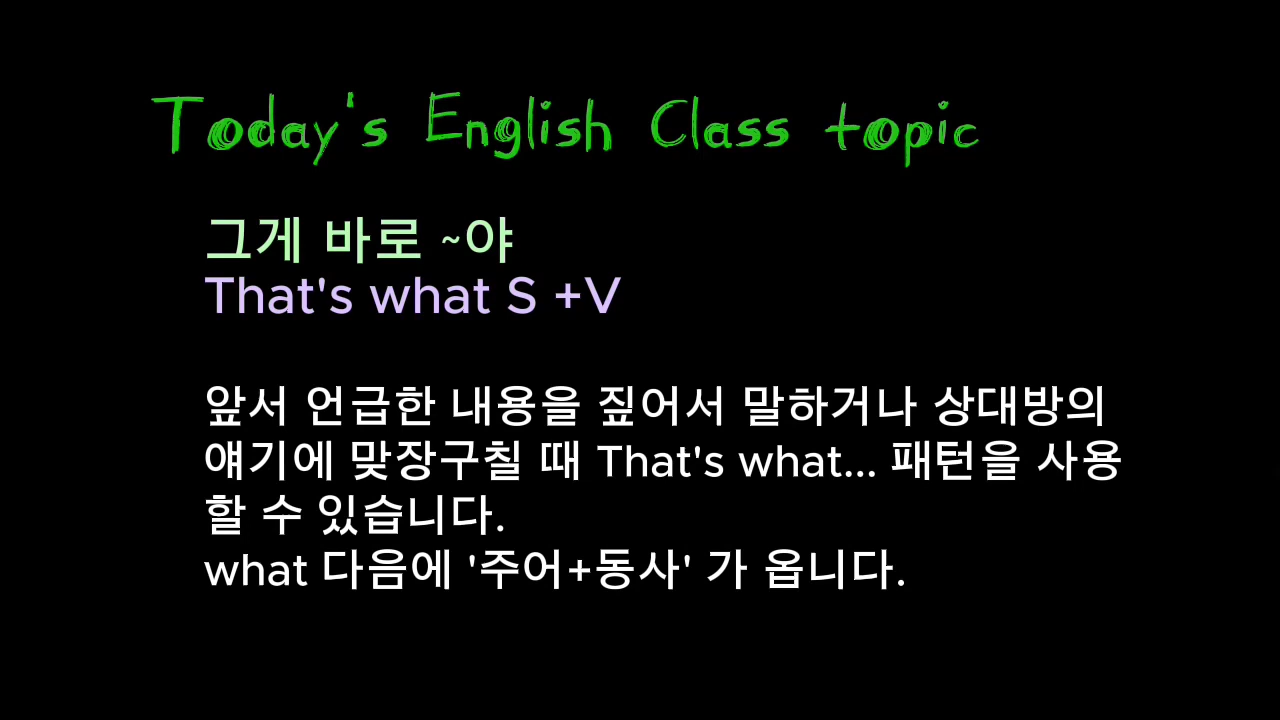 Today's English Class topic
그게 바로 ~야
That's what S +V
앞서 언급한 내용을 짚어서 말하거나 상대방의
얘기에 맞장구칠 때 That's what... 패턴을 사용
할 수 있습니다.
what 다음에 '주어+동사' 가 옵니다.